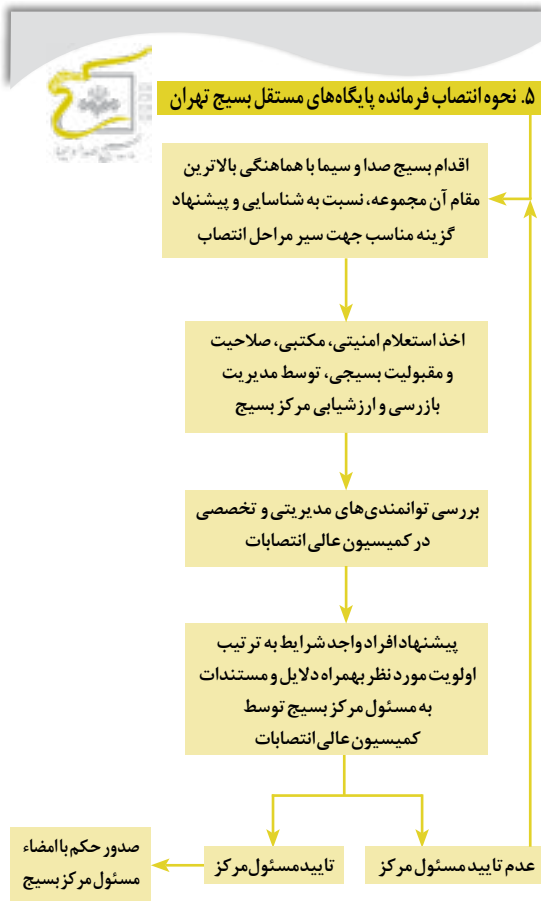 ۵. نحوه انتصاب فرمانده پایگاه‌های مستقل بسیج تهران
اقدام بسیج صدا و سیما با هماهنگی بالاترین
مقام آن مجموعه، نسبت به شناسایی و پیشنهاد
گزینه مناسب جهت سیر مراحل انتصاب
اخذ استعلام امنیتی، مکتبی، صلاحیت
و مقبولیت بسیجی، توسط مدیریت
بازرسی و ارزشیابی مرکز بسیج
بررسی توانمندی‌های مدیریتی و تخصصی
در کمیسیون عالی انتصابات
پیشنهاد افراد واجد شرایط به ترتیب
اولویت مورد نظر بهمراه دلایل و مستندات
به مسئول مرکز بسیج توسط
کمیسیون عالی انتصابات
عدم تایید مسئول مرکز
تایید مسئول مرکز
صدور حکم با امضاء
مسئول مرکز بسیج